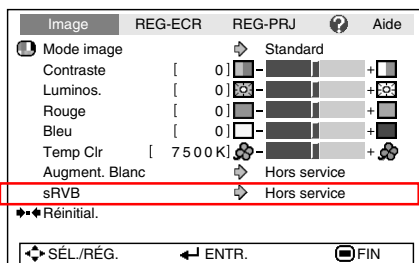 Image REG-ECR REG-PRJ ? Aide
Mode image Standard
Contraste [ 0] - +
Luminos. [ 0] - +
Rouge [ 0] - +
Bleu [ 0] - +
Temp Clr [ 7500K] - +
Augment. Blanc Hors service
sRVB Hors service
Réinitial.
SÉL./RÉG. ENTR. FIN